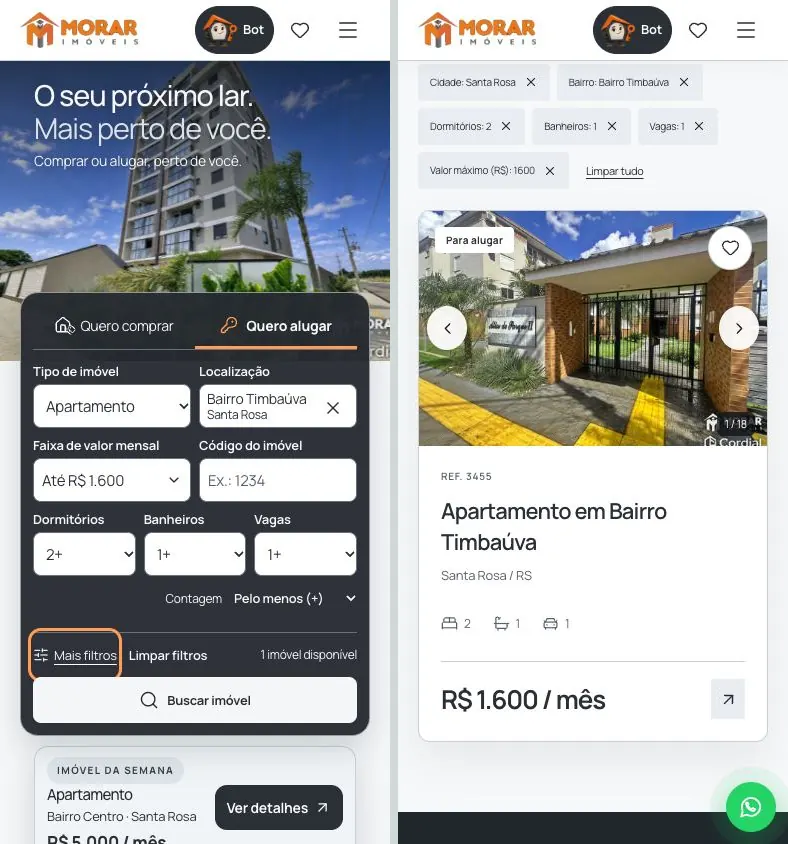 MORAR
IMÓVEIS
Bot
O seu próximo lar.
Mais perto de você.
Comprar ou alugar, perto de você.
Quero comprar
Quero alugar
Tipo de imóvel
Localização
Apartamento
Bairro Timbaúva
Santa Rosa
Faixa de valor mensal
Código do imóvel
Até R$ 1.600
Ex.: 1234
Dormitórios
Banheiros
Vagas
2+
1+
1+
Contagem
Pelo menos (+)
Mais filtros
Limpar filtros
1 imóvel disponível
Buscar imóvel
IMÓVEL DA SEMANA
Apartamento
Bairro Centro · Santa Rosa
R$ 5.000 / mês
Ver detalhes
MORAR
IMÓVEIS
Bot
Cidade: Santa Rosa
Bairro: Bairro Timbaúva
Dormitórios: 2
Banheiros: 1
Vagas: 1
Valor máximo (R$): 1600
Limpar tudo
Para alugar
1 / 18
Cordial
REF. 3455
Apartamento em Bairro
Timbaúva
Santa Rosa / RS
2
1
1
R$ 1.600 / mês